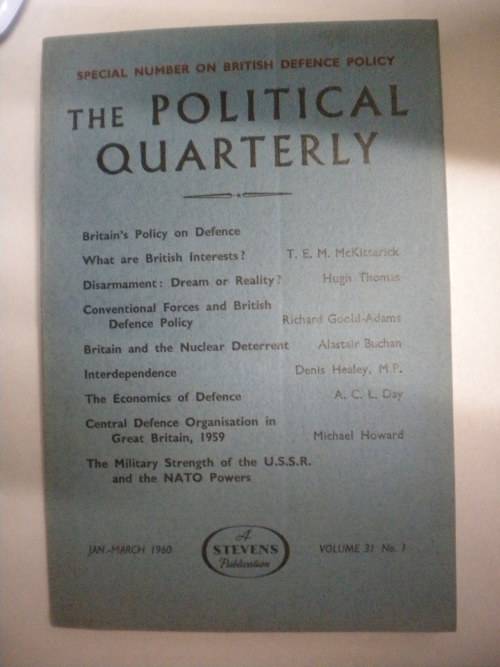 SPECIAL NUMBER ON BRITISH DEFENCE POLICY
THE POLITICAL
QUARTERLY
Britain's Policy on Defence
What are British Interests? T. E. M. McKitterick
Disarmament: Dream or Reality? Hugh Thomas
Conventional Forces and British
Defence Policy Richard Goold-Adams
Britain and the Nuclear Deterrent Alastair Buchan
Interdependence Denis Healey, M.P.
The Economics of Defence A. C. L. Day
Central Defence Organisation in
Great Britain, 1959 Michael Howard
The Military Strength of the U.S.S.R.
and the NATO Powers
JAN.-MARCH 1960
A
STEVENS
Publication
VOLUME 31 No. 1